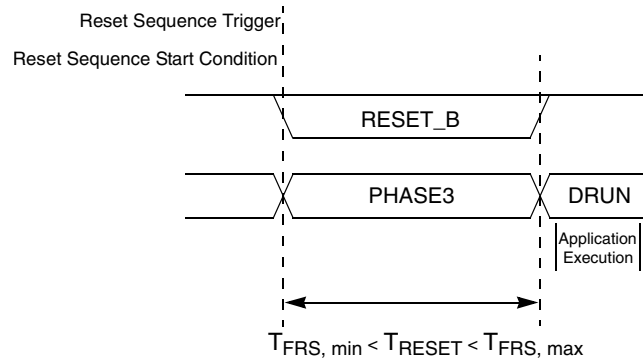 Reset Sequence Trigger
Reset Sequence Start Condition
RESET_B
PHASE3
DRUN
Application
Execution
TFRS, min < TRESET < TFRS, max